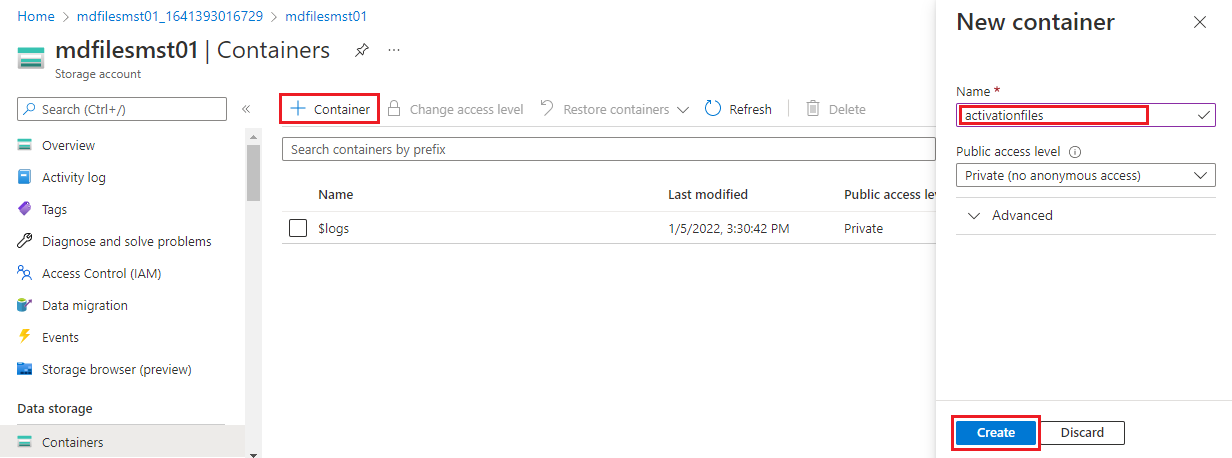 Home > mdfilesmst01_1641393016729 > mdfilesmst01
mdfilesmst01 | Containers
Storage account
Search (Ctrl+/)
Overview
Activity log
Tags
Diagnose and solve problems
Access Control (IAM)
Data migration
Events
Storage browser (preview)
Data storage
Containers
+ Container Change access level Restore containers Refresh Delete
Search containers by prefix
Name Last modified Public access le
$logs 1/5/2022, 3:30:42 PM Private
New container
Name *
activationfiles
Public access level
Private (no anonymous access)
Advanced
Create Discard